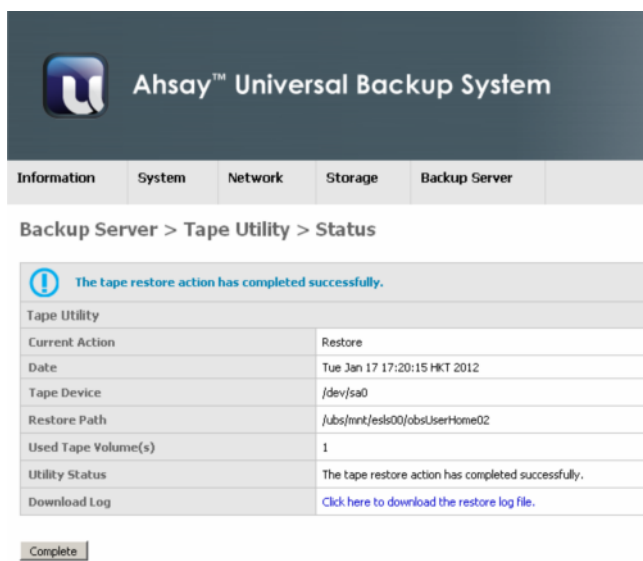 Ahsay™ Universal Backup System
Information System Network Storage Backup Server
Backup Server > Tape Utility > Status
The tape restore action has completed successfully.
Tape Utility
Current Action Restore
Date Tue Jan 17 17:20:15 HKT 2012
Tape Device /dev/sa0
Restore Path /ubs/mnt/esls00/obsUserHome02
Used Tape Volume(s) 1
Utility Status The tape restore action has completed successfully.
Download Log Click here to download the restore log file.
Complete